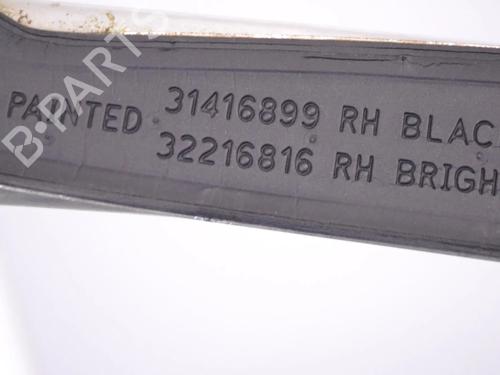 B-PARTS
PAINTED 31416899 RH BLAC
32216816 RH BRIGH